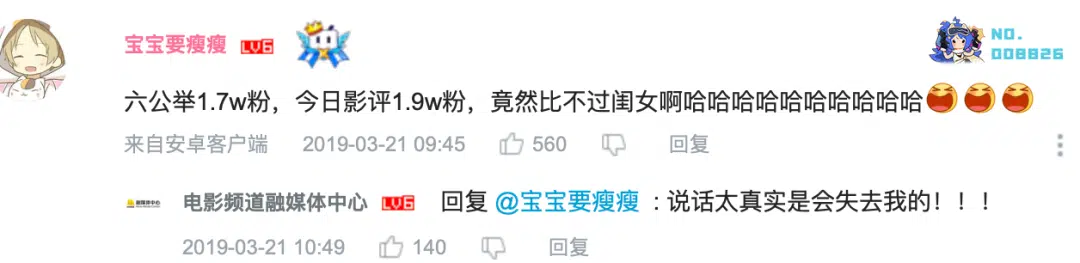 宝宝要瘦瘦 LV6
NO.
008826
六公举1.7w粉，今日影评1.9w粉，竟然比不过闺女啊哈哈哈哈哈哈哈哈哈哈
来自安卓客户端 2019-03-21 09:45 560 回复
电影频道融媒体中心 LV6 回复 @宝宝要瘦瘦 ：说话太真实是会失去我的！！！
2019-03-21 10:49 140 回复